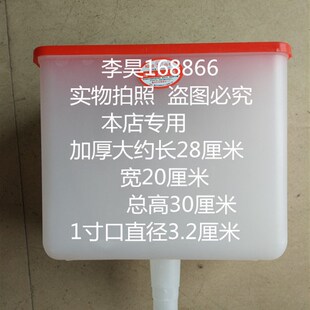 李昊168866
实物拍照 盗图必究
本店专用
加厚大约长28厘米
宽20厘米
总高30厘米
1寸口直径3.2厘米